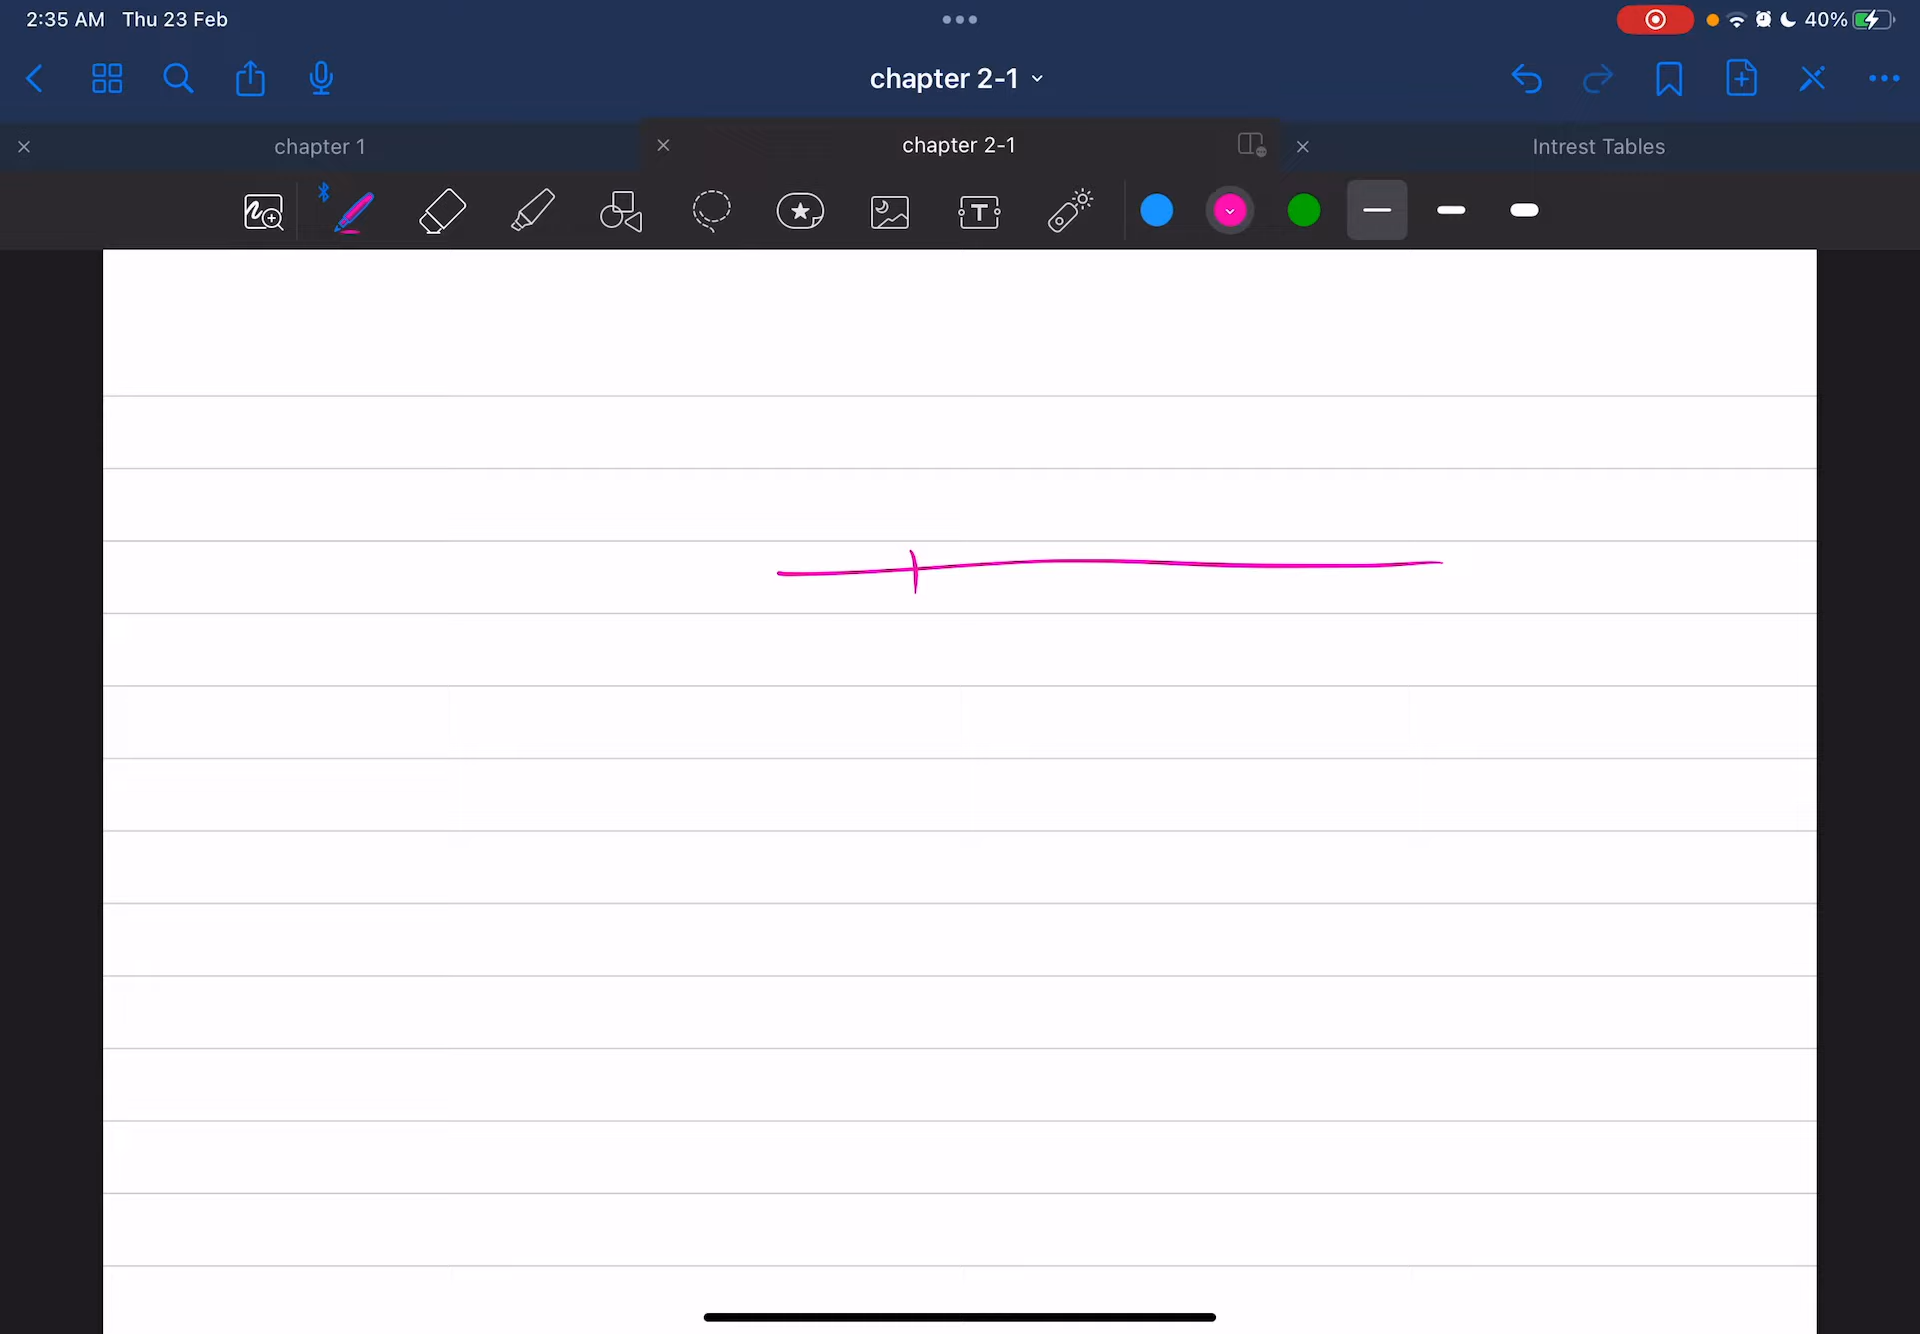 2:35 AM Thu 23 Feb
40%
chapter 2-1
chapter 1
chapter 2-1
Intrest Tables
T